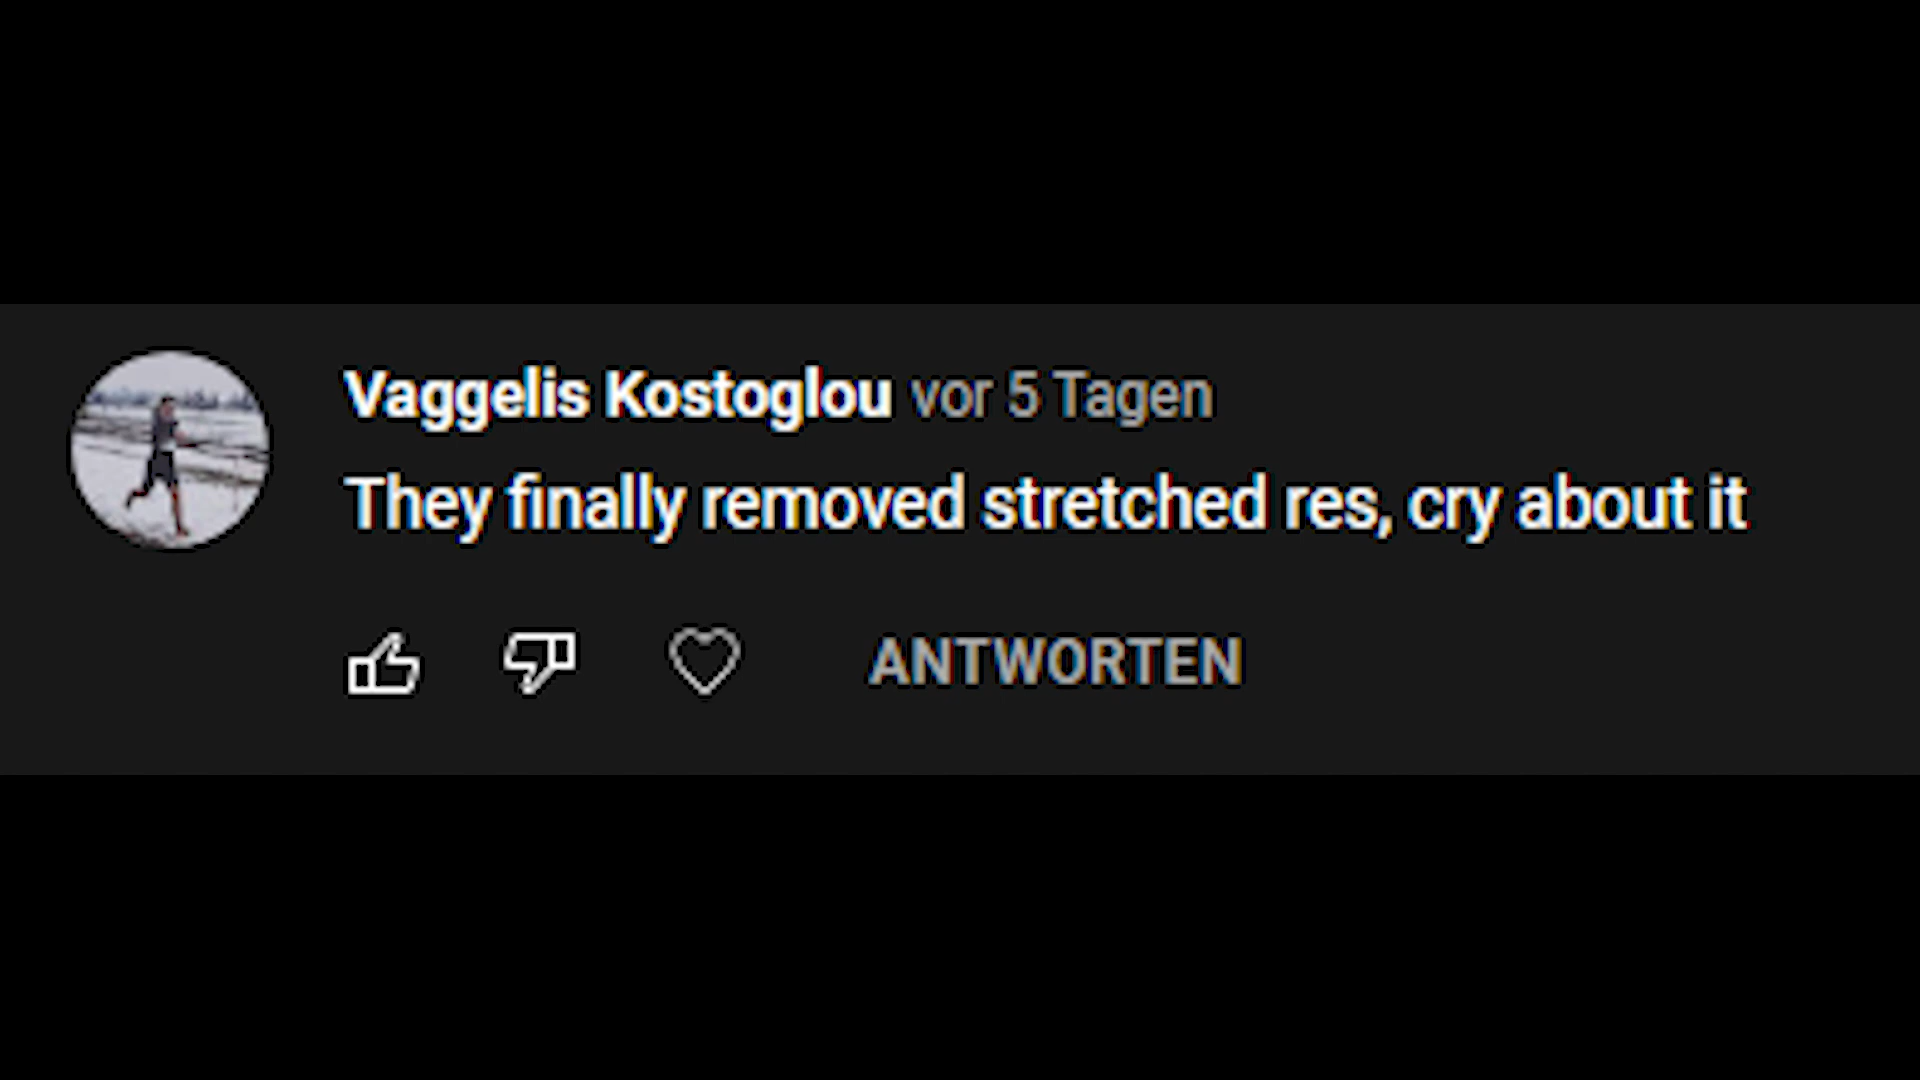 Vaggelis Kostoglou vor 5 Tagen
They finally removed stretched res, cry about it
ANTWORTEN